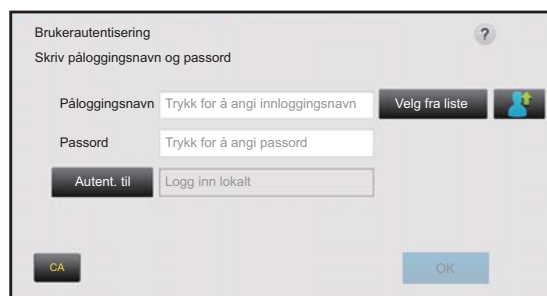 Brukerautentisering ?
Skriv påloggingsnavn og passord
Påloggingsnavn Trykk for å angi innloggingsnavn Velg fra liste
Passord Trykk for å angi passord
Autent. til Logg inn lokalt
CA OK